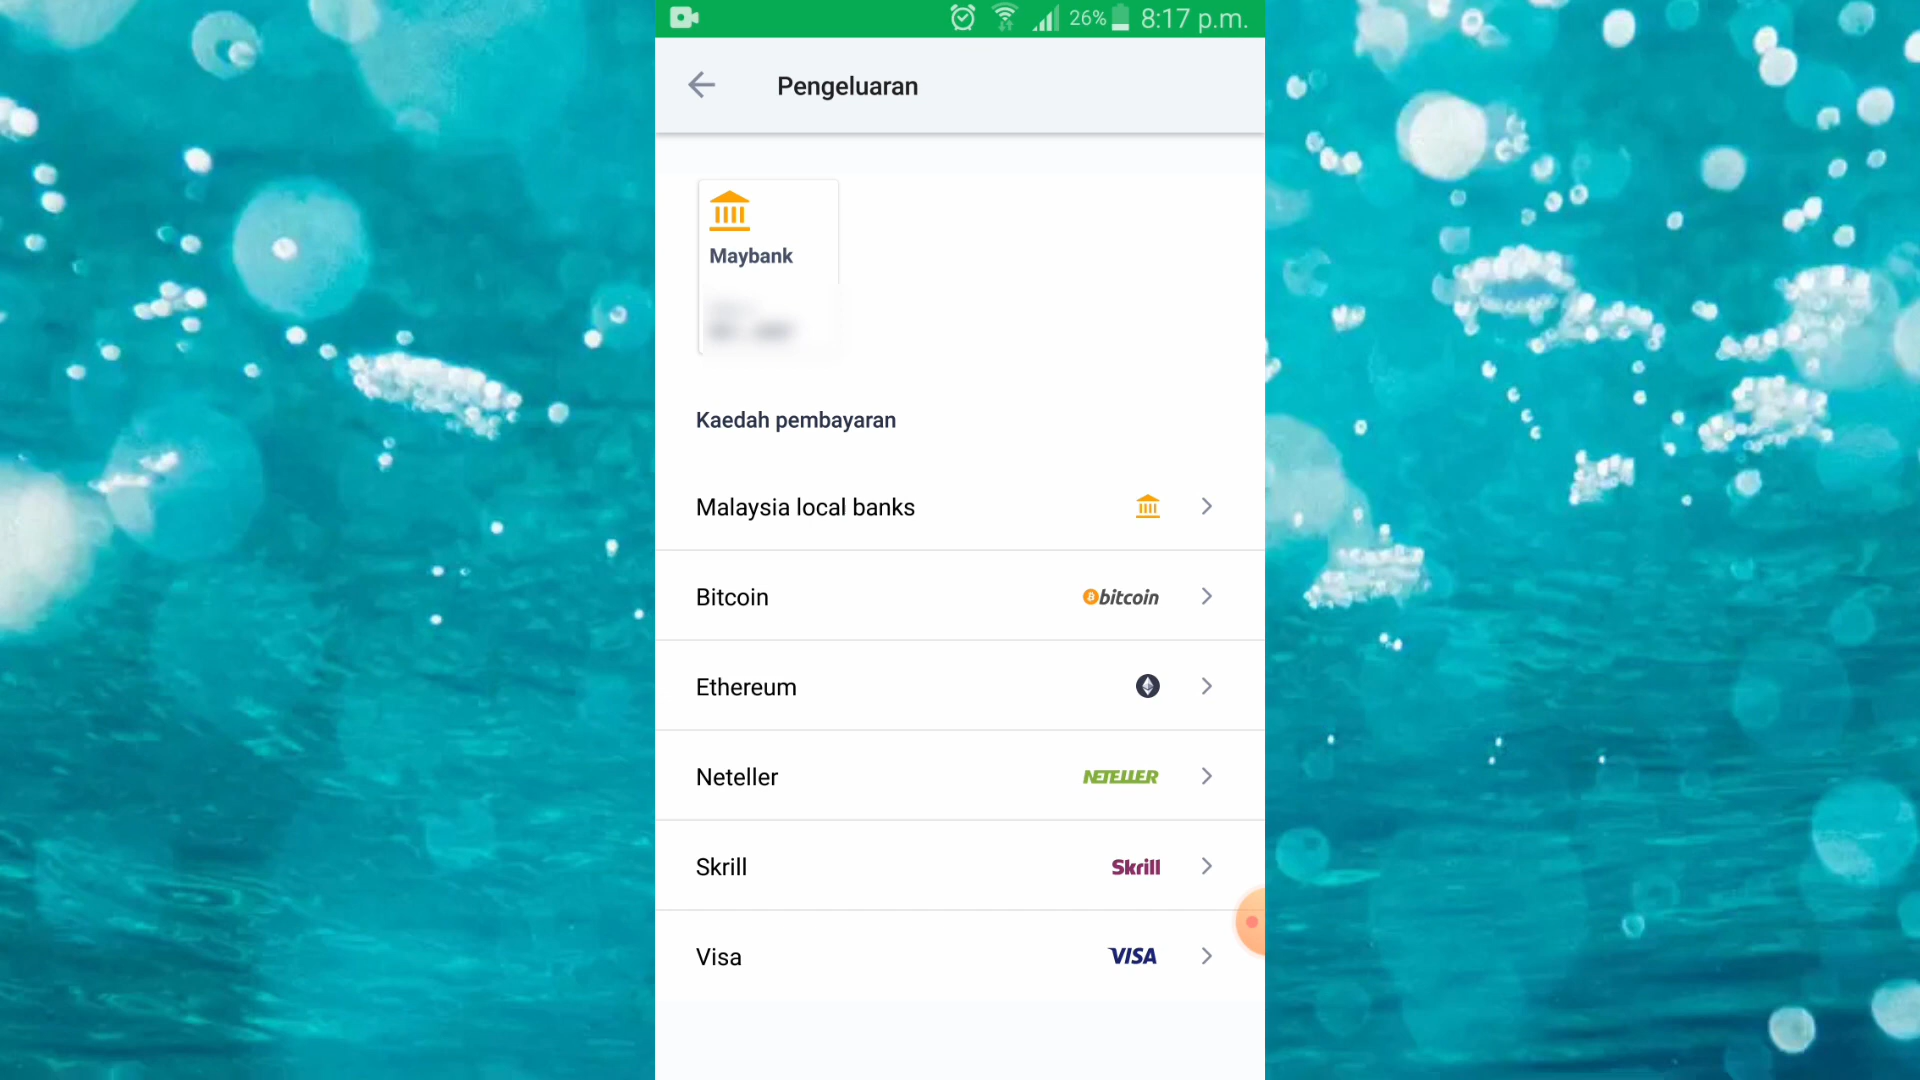 26% 8:17 p.m.
Pengeluaran
Maybank
Kaedah pembayaran
Malaysia local banks
Bitcoin bitcoin
Ethereum
Neteller NETELLER
Skrill Skrill
Visa VISA